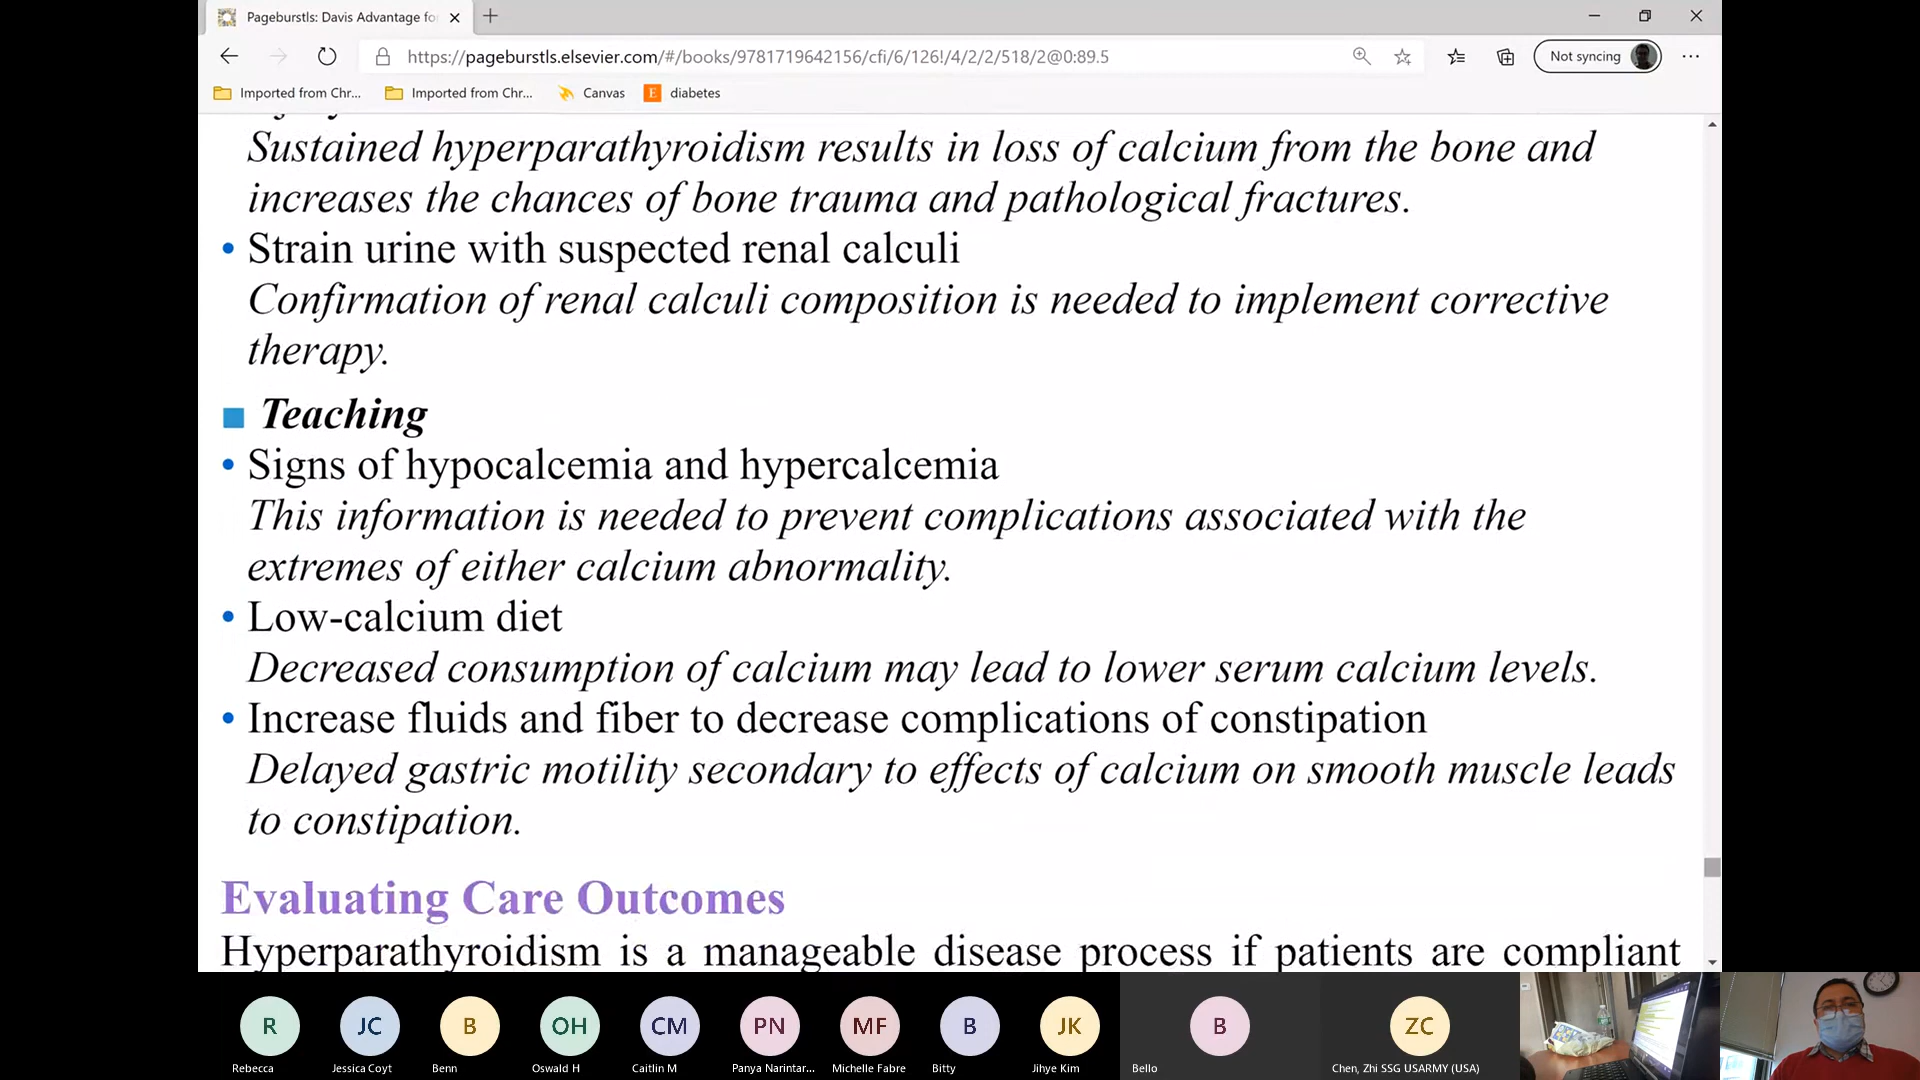 Pageburstls: Davis Advantage fo
https://pageburstls.elsevier.com/#/books/9781719642156/cfi/6/126!/4/2/2/518/2@0:89.5
Not syncing
Imported from Chr...
Imported from Chr...
Canvas
E diabetes
Sustained hyperparathyroidism results in loss of calcium from the bone and
increases the chances of bone trauma and pathological fractures.
• Strain urine with suspected renal calculi
Confirmation of renal calculi composition is needed to implement corrective
therapy.
Teaching
• Signs of hypocalcemia and hypercalcemia
This information is needed to prevent complications associated with the
extremes of either calcium abnormality.
• Low-calcium diet
Decreased consumption of calcium may lead to lower serum calcium levels.
• Increase fluids and fiber to decrease complications of constipation
Delayed gastric motility secondary to effects of calcium on smooth muscle leads
to constipation.
Evaluating Care Outcomes
Hyperparathyroidism is a manageable disease process if patients are compliant
R
JC
B
OH
CM
PN
MF
B
JK
B
ZC
Rebecca
Jessica Coyt
Benn
Oswald H
Caitlin M
Panya Narintar...
Michelle Fabre
Bitty
Jihye Kim
Bello
Chen, Zhi SSG USARMY (USA)